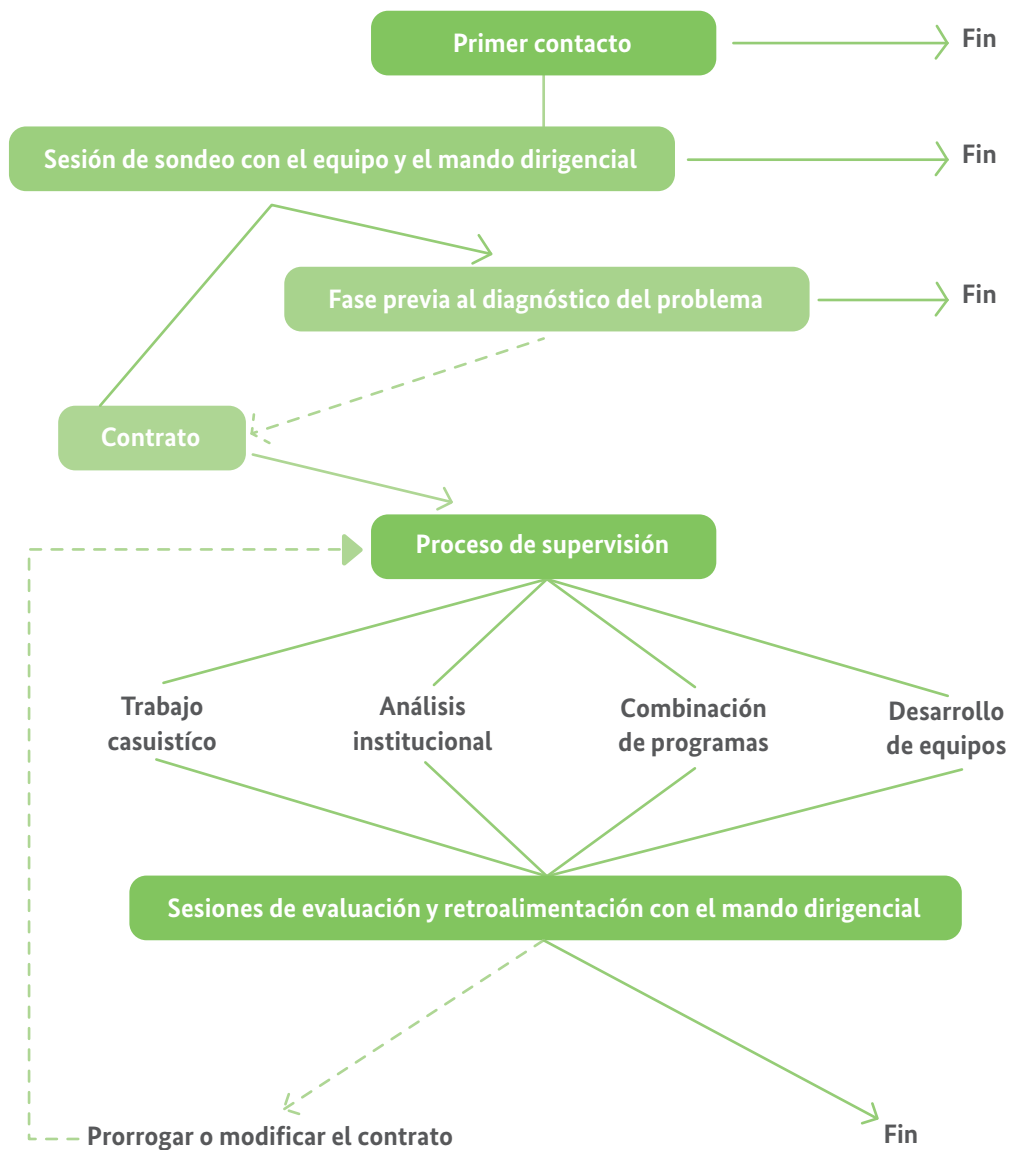 Primer contacto
Fin
Sesión de sondeo con el equipo y el mando dirigencial
Fin
Fase previa al diagnóstico del problema
Fin
Contrato
Proceso de supervisión
Trabajo
casuistíco
Análisis
institucional
Combinación
de programas
Desarrollo
de equipos
Sesiones de evaluación y retroalimentación con el mando dirigencial
Prorrogar o modificar el contrato
Fin